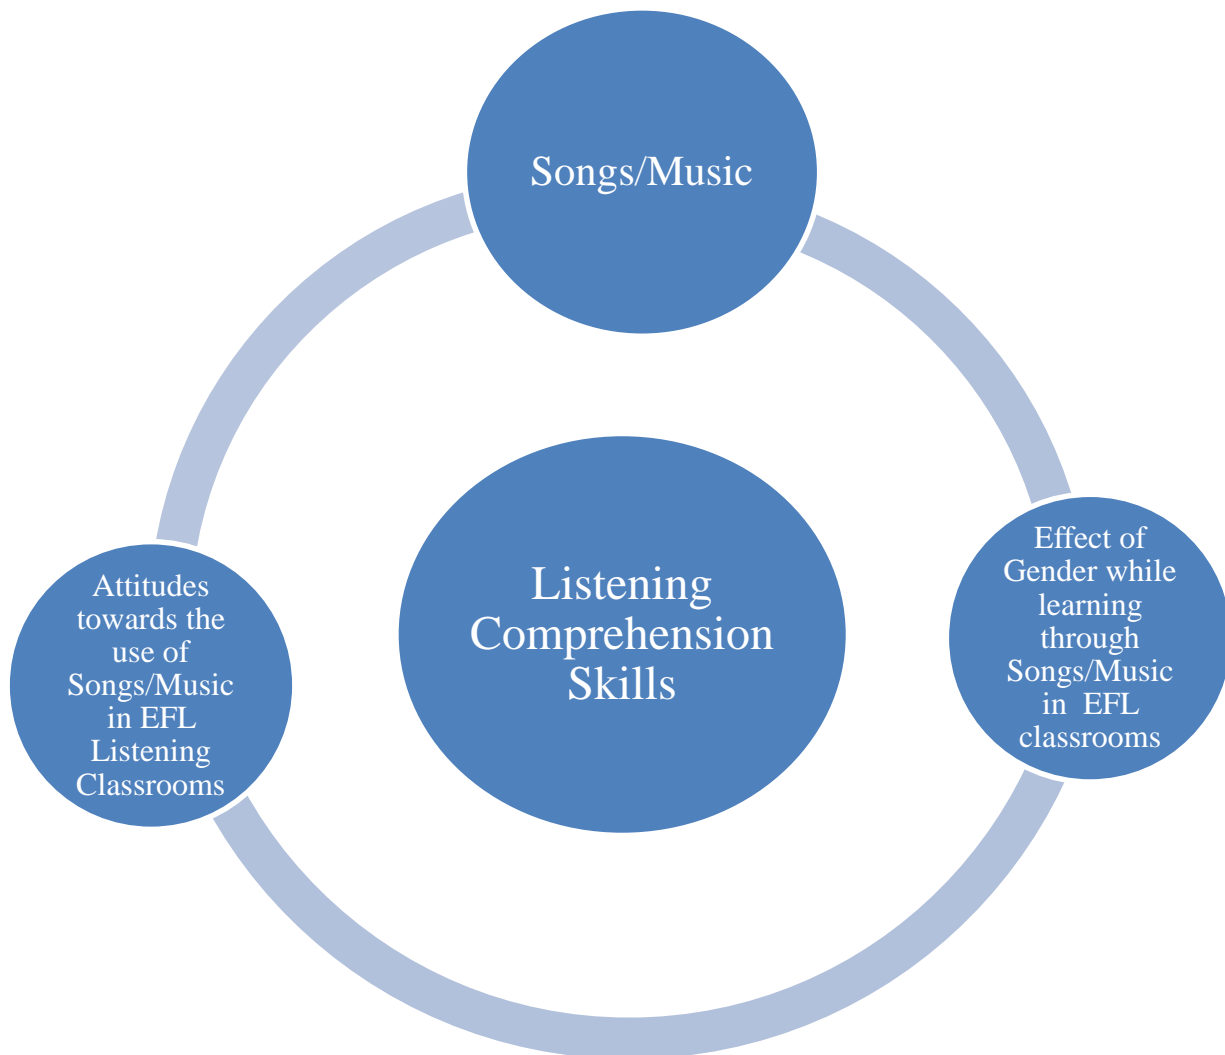 Songs/Music
Listening
Comprehension
Skills
Attitudes
towards the
use of
Songs/Music
in EFL
Listening
Classrooms
Effect of
Gender while
learning
through
Songs/Music
in EFL
classrooms